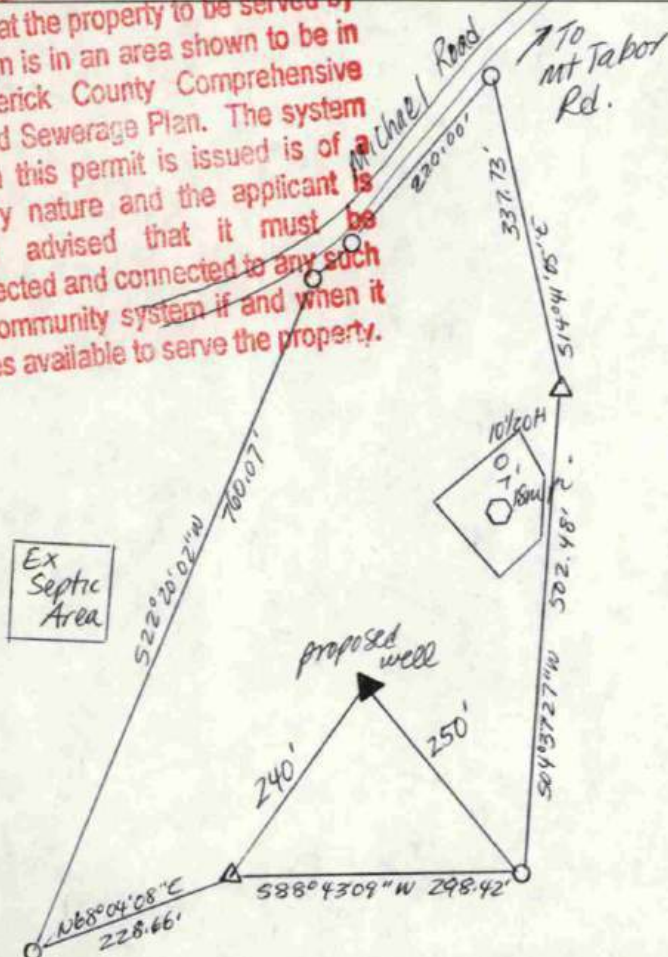 at the property to be served by
is in an area shown to be in
erick County Comprehensive
d Sewerage Plan. The system
this permit is issued is of a
y nature and the applicant is
advised that it must be
ected and connected to any such
ommunity system if and when it
es available to serve the property.
Michael Road
To
Mt Tabor
Rd.
220.00'
337.73'
S14°41'45"E
10/20H
S22°20'02"W 760.07'
Ex
Septic
Area
502.48'
S04°37'27"W
proposed
well
240'
250'
N68°04'08"E
228.66'
S88°43'09"W 298.42'